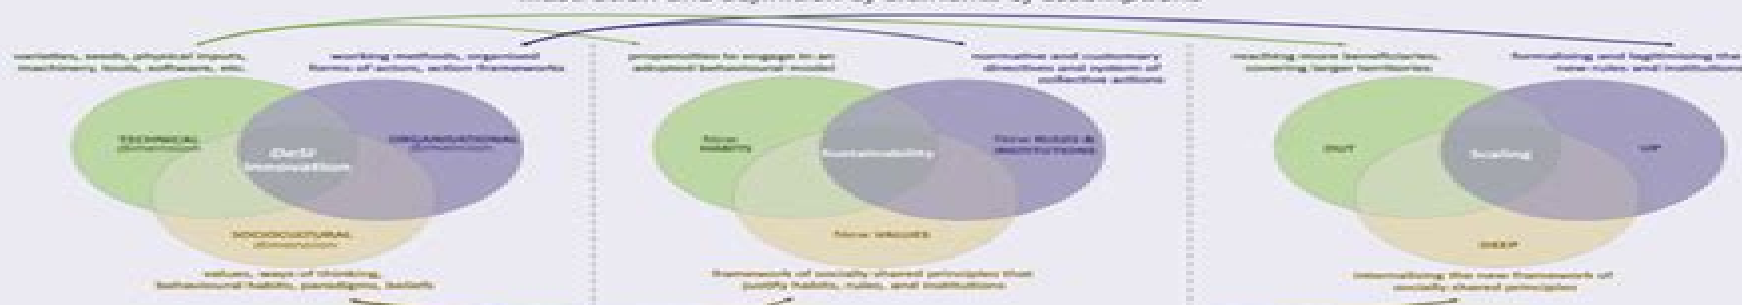 varieties, seeds, physical inputs,
machinery, tools, software, etc.
working methods, organised
forms of action, action frameworks
TECHNICAL
dimension
ORGANISATIONAL
dimension
DeSI
innovation
SOCIOCULTURAL
dimension
values, ways of thinking,
behavioural habits, paradigms, beliefs
proposition to engage in an
adopted behavioural model
normative and customary
direction and system of
collective actions
New
HABITS
New RULES &
INSTITUTIONS
Sustainability
New VALUES
framework of socially shared principles that
justify habits, rules, and institutions
reaching more beneficiaries,
covering larger territories
formalising and legitimising the
new rules and institutions
OUT
UP
Scaling
DEEP
internalising the new framework of
socially shared principles